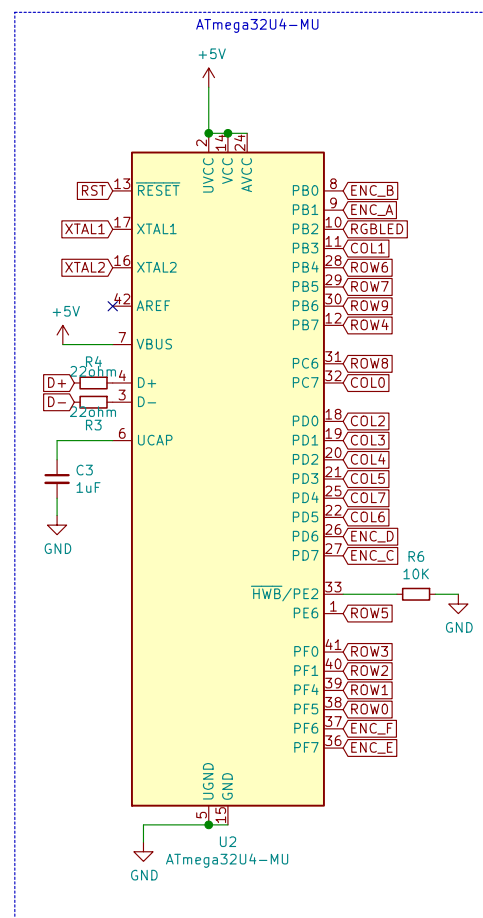 ATmega32U4-MU
+5V
2
14
24
UVCC
VCC
AVCC
RST 13 RESET
XTAL1 17 XTAL1
XTAL2 16 XTAL2
42 AREF
+5V
7 VBUS
R4
22ohm
D+ 4 D+
D- 3 D-
22ohm
R3
6 UCAP
C3
1uF
GND
PB0 8 ENC_B
PB1 9 ENC_A
PB2 10 RGBLED
PB3 11 COL1
PB4 28 ROW6
PB5 29 ROW7
PB6 30 ROW9
PB7 12 ROW4
PC6 31 ROW8
PC7 32 COL0
PD0 18 COL2
PD1 19 COL3
PD2 20 COL4
PD3 21 COL5
PD4 25 COL7
PD5 22 COL6
PD6 26 ENC_D
PD7 27 ENC_C
HWB/PE2 33
R6
10K
GND
PE6 1 ROW5
PF0 41 ROW3
PF1 40 ROW2
PF4 39 ROW1
PF5 38 ROW0
PF6 37 ENC_F
PF7 36 ENC_E
UGND
GND
5
15
GND
U2
ATmega32U4-MU